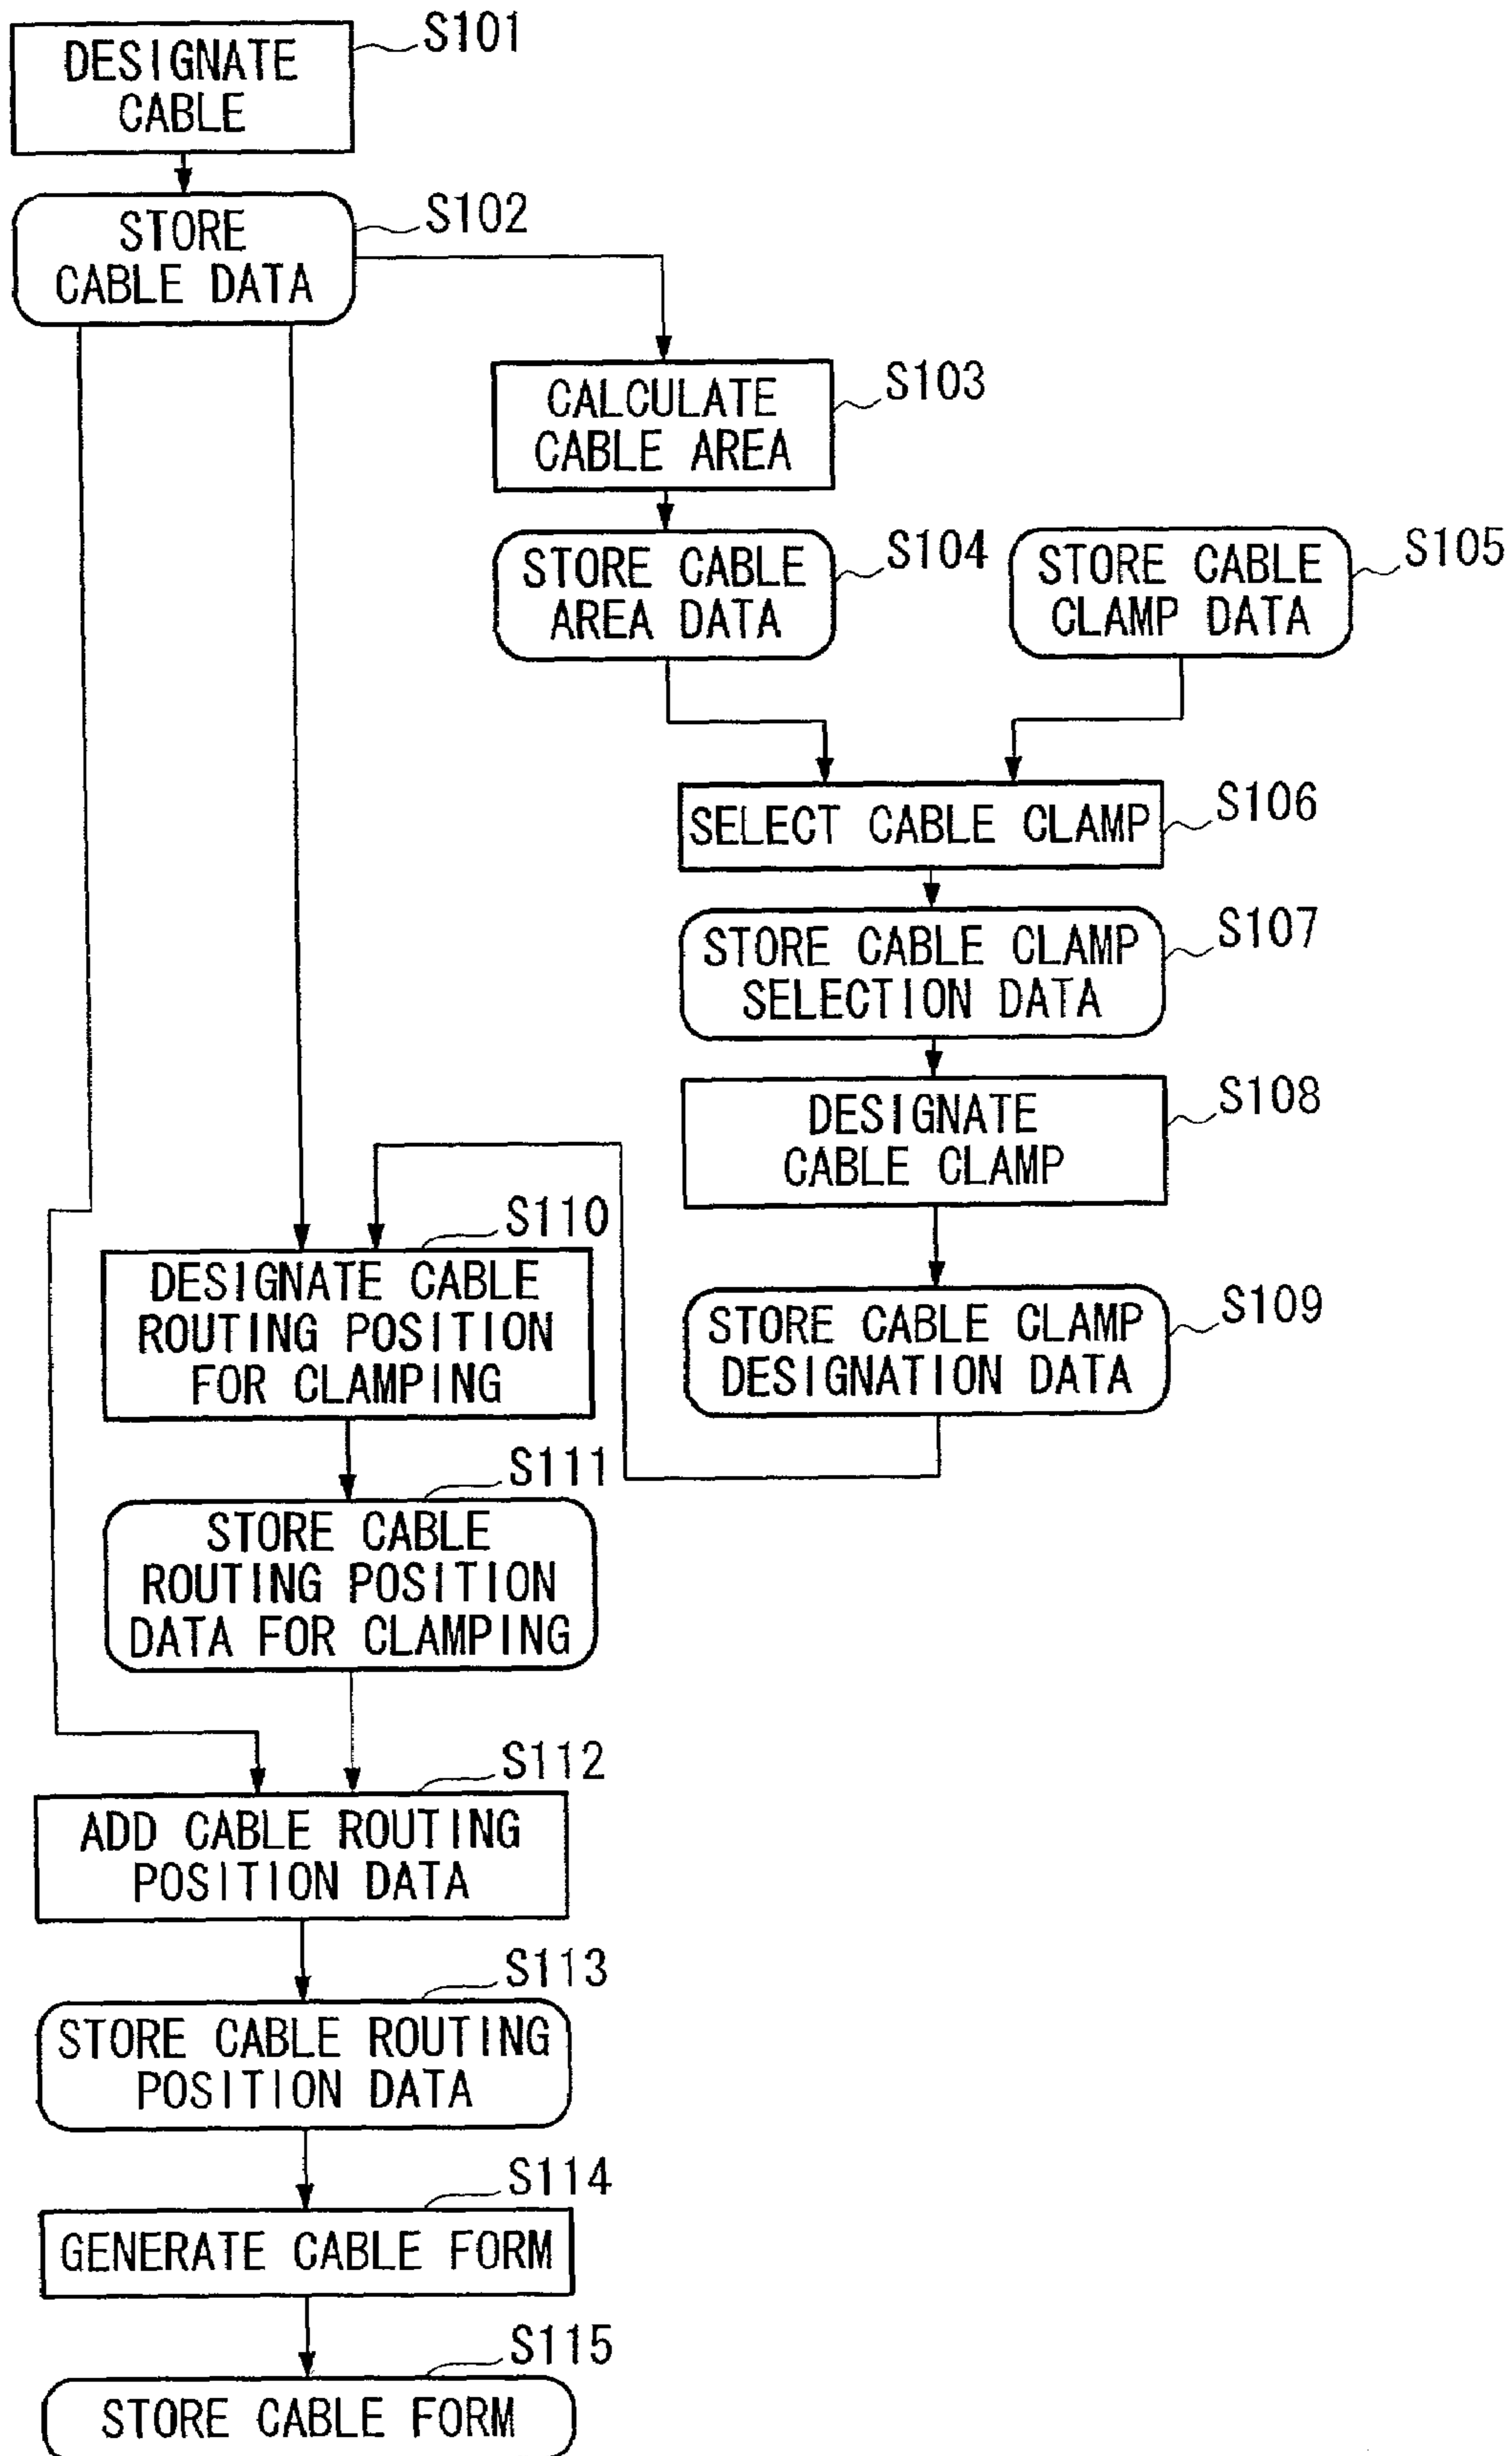 S101
DESIGNATE
CABLE
S102
STORE
CABLE DATA
S103
CALCULATE
CABLE AREA
S104
STORE CABLE
AREA DATA
S105
STORE CABLE
CLAMP DATA
S106
SELECT CABLE CLAMP
S107
STORE CABLE CLAMP
SELECTION DATA
S108
DESIGNATE
CABLE CLAMP
S109
STORE CABLE CLAMP
DESIGNATION DATA
S110
DESIGNATE CABLE
ROUTING POSITION
FOR CLAMPING
S111
STORE CABLE
ROUTING POSITION
DATA FOR CLAMPING
S112
ADD CABLE ROUTING
POSITION DATA
S113
STORE CABLE ROUTING
POSITION DATA
S114
GENERATE CABLE FORM
S115
STORE CABLE FORM